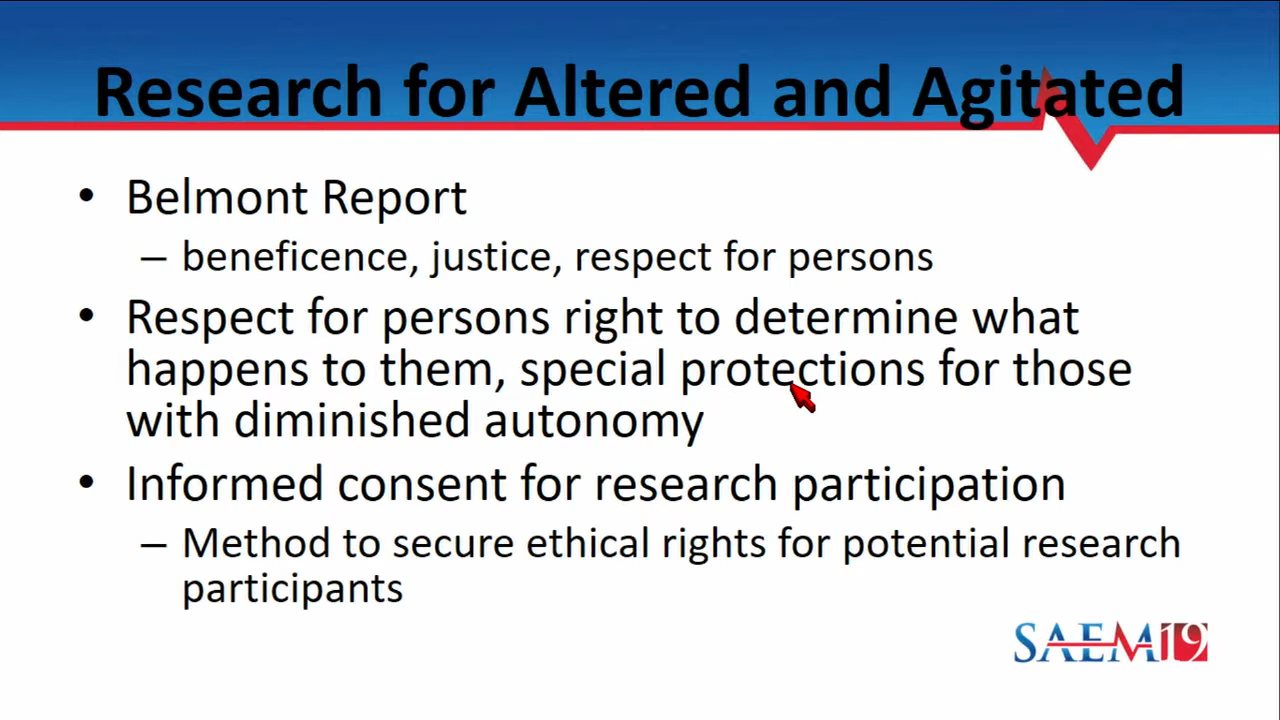 Research for Altered and Agitated
• Belmont Report
– beneficence, justice, respect for persons
• Respect for persons right to determine what
happens to them, special protections for those
with diminished autonomy
• Informed consent for research participation
– Method to secure ethical rights for potential research
participants
SAEM19